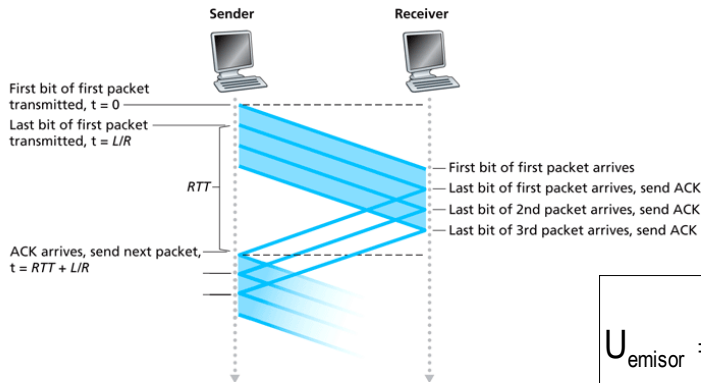 Sender
Receiver
First bit of first packet
transmitted, t = 0
Last bit of first packet
transmitted, t = L/R
RTT
First bit of first packet arrives
Last bit of first packet arrives, send ACK
Last bit of 2nd packet arrives, send ACK
Last bit of 3rd packet arrives, send ACK
ACK arrives, send next packet,
t = RTT + L/R
U emisor =